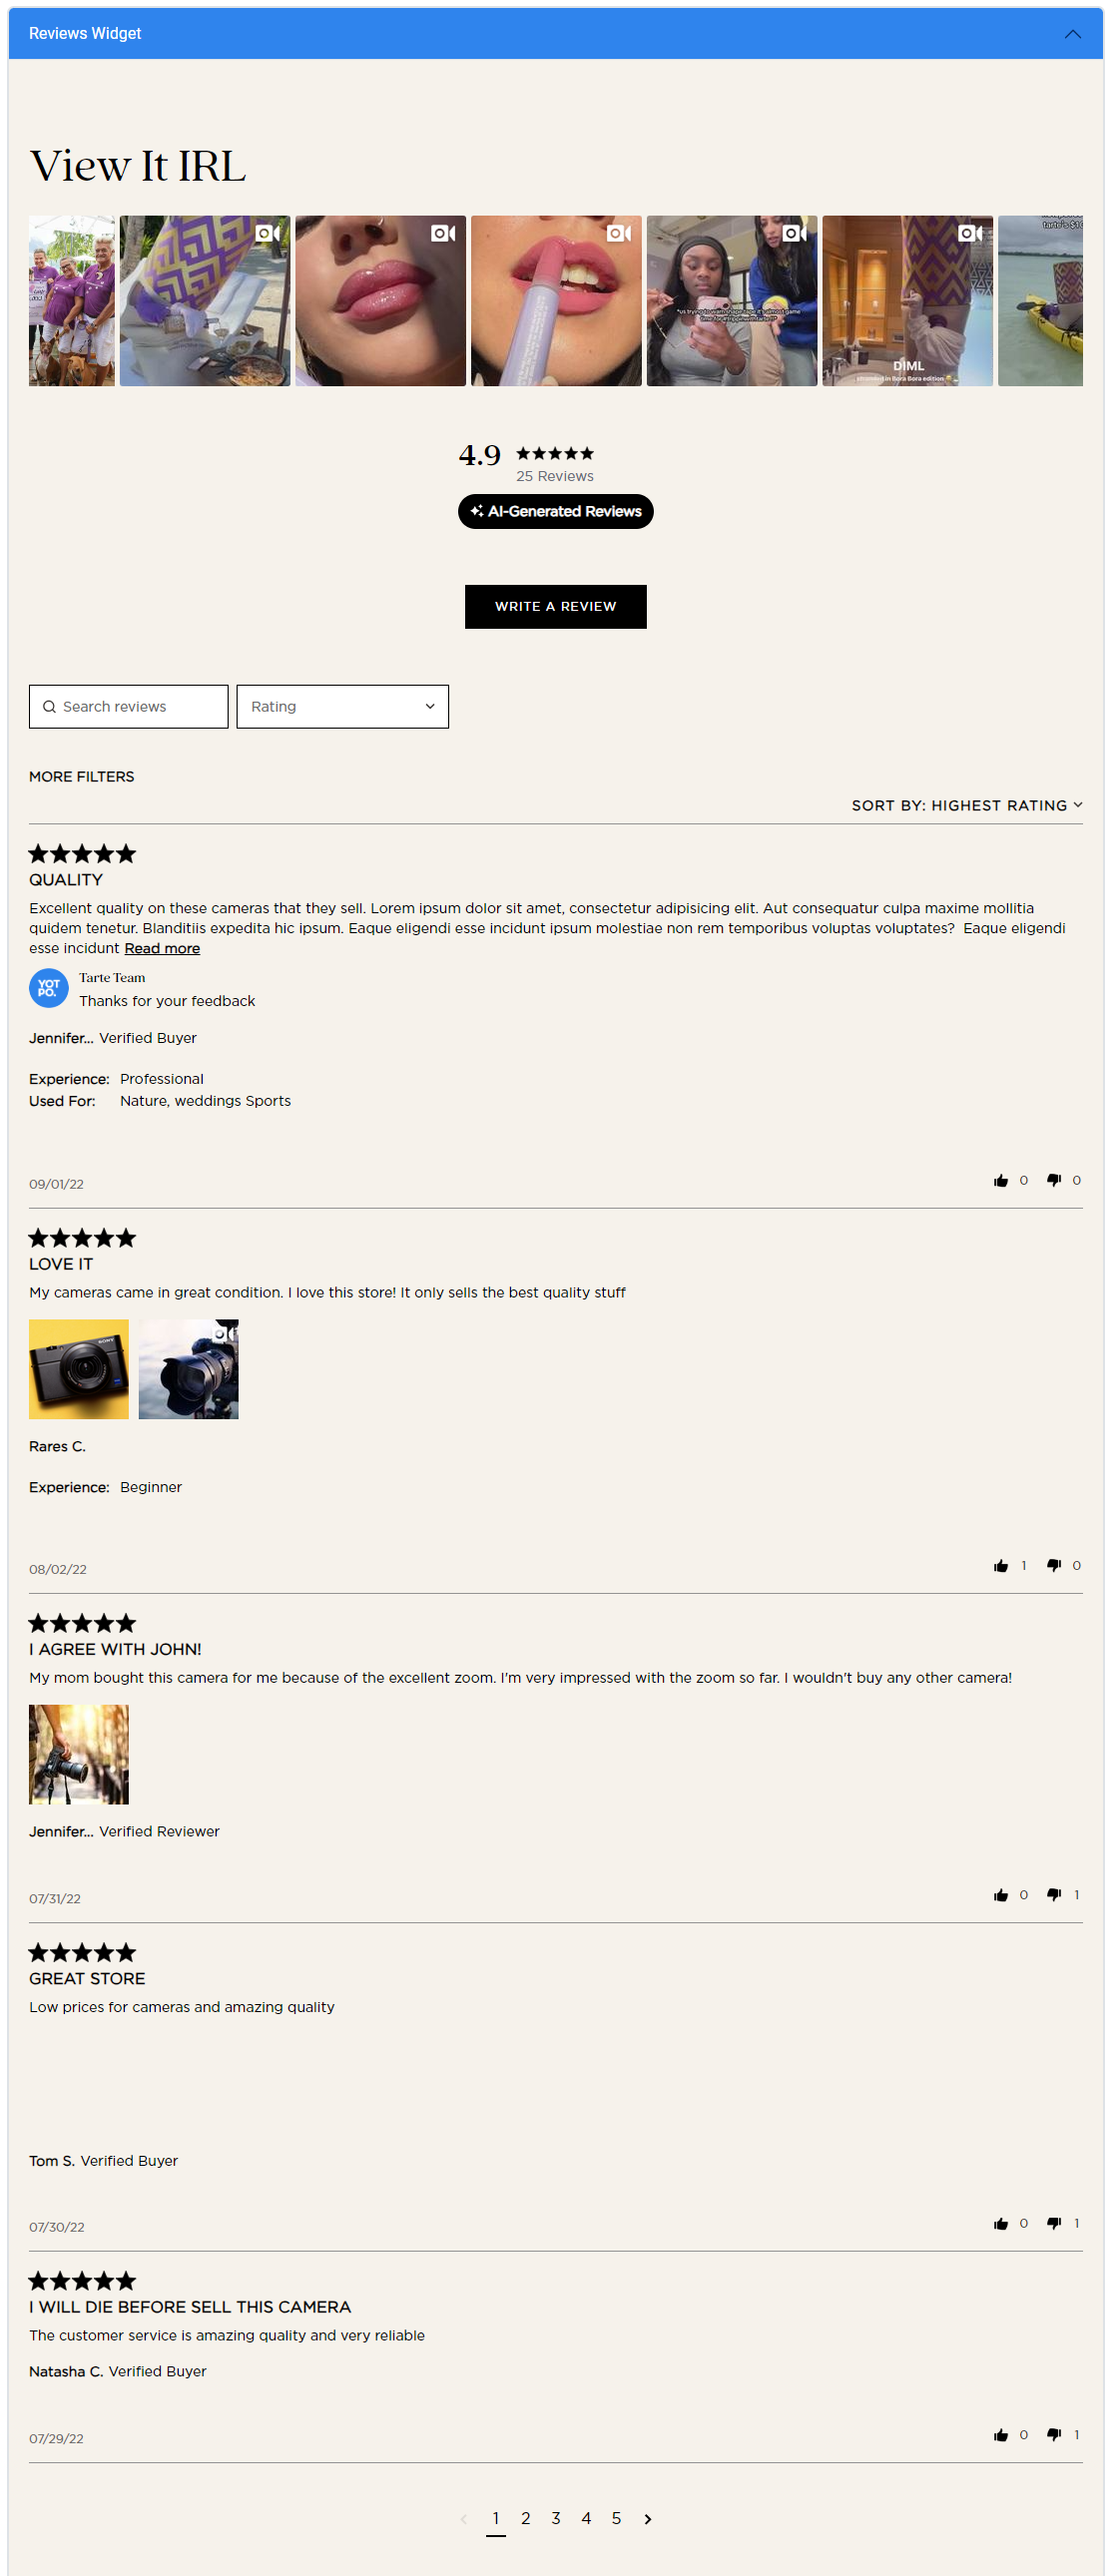 Reviews Widget
View It IRL
DIML
stranded in Bora Bora edition
4.9
25 Reviews
AI-Generated Reviews
WRITE A REVIEW
Search reviews
Rating
MORE FILTERS
SORT BY: HIGHEST RATING
QUALITY
Excellent quality on these cameras that they sell. Lorem ipsum dolor sit amet, consectetur adipisicing elit. Aut consequatur culpa maxime mollitia
quidem tenetur. Blanditiis expedita hic ipsum. Eaque eligendi esse incidunt ipsum molestiae non rem temporibus voluptas voluptates? Eaque eligendi
esse incidunt Read more
YOT
PO.
Tarte Team
Thanks for your feedback
Jennifer... Verified Buyer
Experience: Professional
Used For: Nature, weddings Sports
09/01/22 0 0
LOVE IT
My cameras came in great condition. I love this store! It only sells the best quality stuff
SONY
Rares C.
Experience: Beginner
08/02/22 1 0
I AGREE WITH JOHN!
My mom bought this camera for me because of the excellent zoom. I'm very impressed with the zoom so far. I wouldn't buy any other camera!
Jennifer... Verified Reviewer
07/31/22 0 1
GREAT STORE
Low prices for cameras and amazing quality
Tom S. Verified Buyer
07/30/22 0 1
I WILL DIE BEFORE SELL THIS CAMERA
The customer service is amazing quality and very reliable
Natasha C. Verified Buyer
07/29/22 0 1
1 2 3 4 5